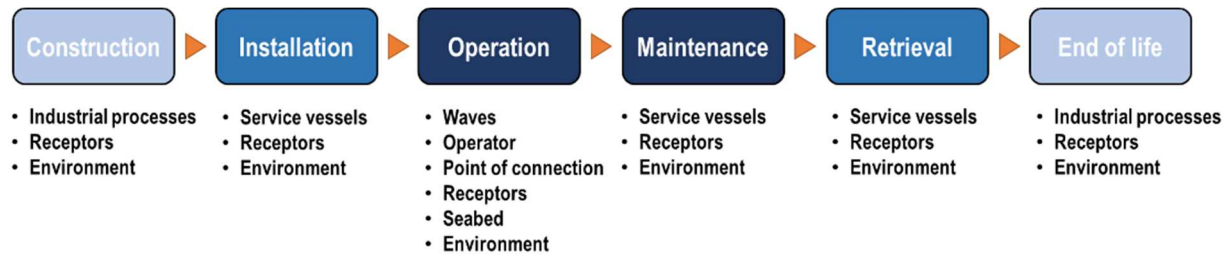 Construction
Installation
Operation
Maintenance
Retrieval
End of life
• Industrial processes
• Receptors
• Environment
• Service vessels
• Receptors
• Environment
• Waves
• Operator
• Point of connection
• Receptors
• Seabed
• Environment
• Service vessels
• Receptors
• Environment
• Service vessels
• Receptors
• Environment
• Industrial processes
• Receptors
• Environment